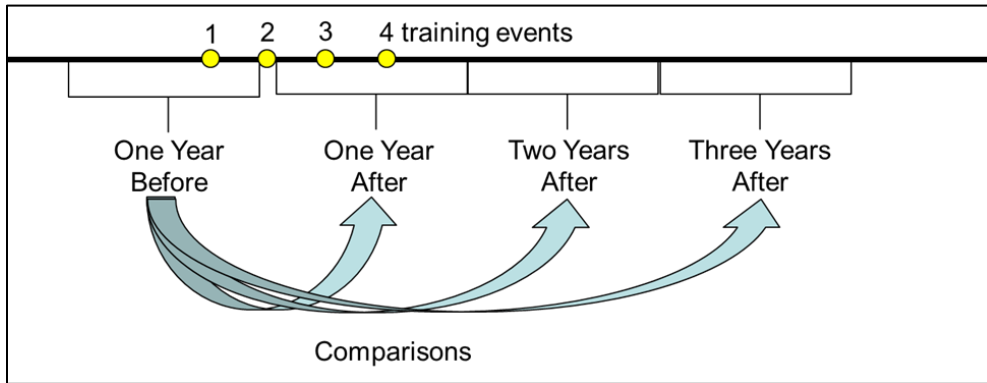 1 2 3 4 training events
One Year
Before
One Year
After
Two Years
After
Three Years
After
Comparisons